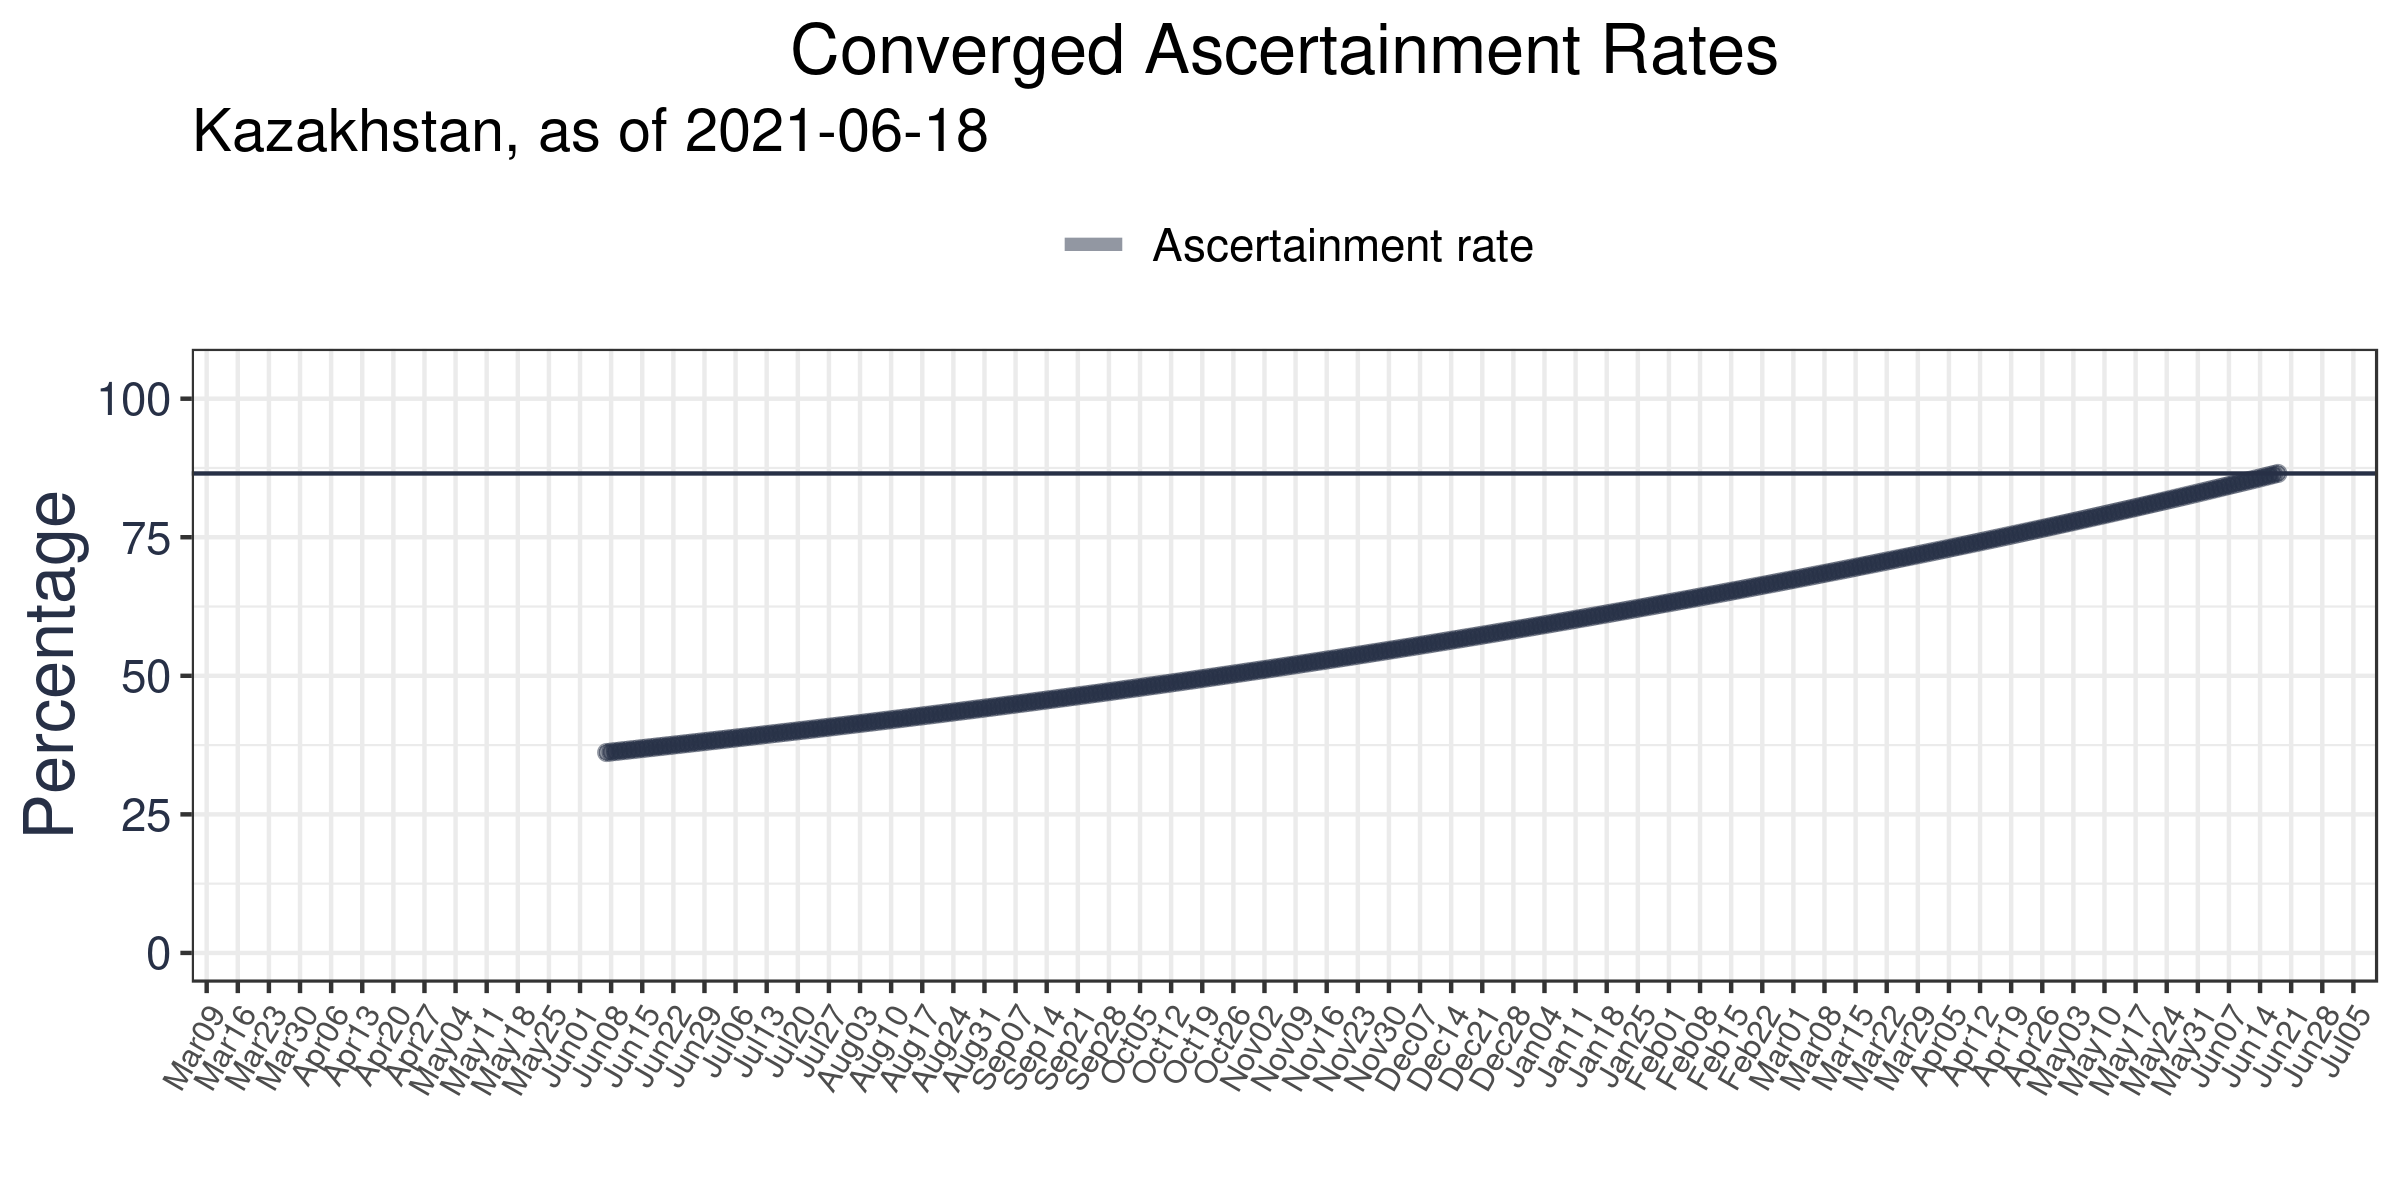 Converged Ascertainment Rates
Kazakhstan, as of 2021-06-18
Ascertainment rate
Percentage
100
75
50
25
0
Mar09
Mar16
Mar23
Mar30
Apr06
Apr13
Apr20
Apr27
May04
May11
May18
May25
Jun01
Jun08
Jun15
Jun22
Jun29
Jul06
Jul13
Jul20
Jul27
Aug03
Aug10
Aug17
Aug24
Aug31
Sep07
Sep14
Sep21
Sep28
Oct05
Oct12
Oct19
Oct26
Nov02
Nov09
Nov16
Nov23
Nov30
Dec07
Dec14
Dec21
Dec28
Jan04
Jan11
Jan18
Jan25
Feb01
Feb08
Feb15
Feb22
Mar01
Mar08
Mar15
Mar22
Mar29
Apr05
Apr12
Apr19
Apr26
May03
May10
May17
May24
May31
Jun07
Jun14
Jun21
Jun28
Jul05